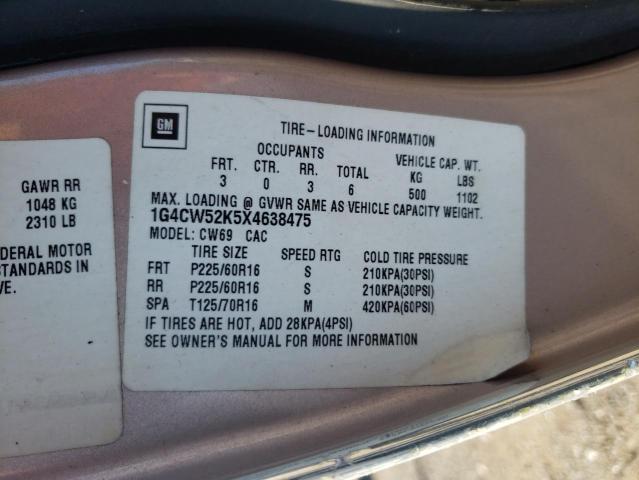 GM
TIRE-LOADING INFORMATION
OCCUPANTS VEHICLE CAP. WT.
FRT. CTR. RR. TOTAL KG LBS
3 0 3 6 500 1102
MAX. LOADING @ GVWR SAME AS VEHICLE CAPACITY WEIGHT.
1G4CW52K5X4638475
MODEL: CW69 CAC
TIRE SIZE SPEED RTG COLD TIRE PRESSURE
FRT P225/60R16 S 210KPA(30PSI)
RR P225/60R16 S 210KPA(30PSI)
SPA T125/70R16 M 420KPA(60PSI)
IF TIRES ARE HOT, ADD 28KPA(4PSI)
SEE OWNER'S MANUAL FOR MORE INFORMATION
GAWR RR
1048 KG
2310 LB
DERAL MOTOR
STANDARDS IN
VE.